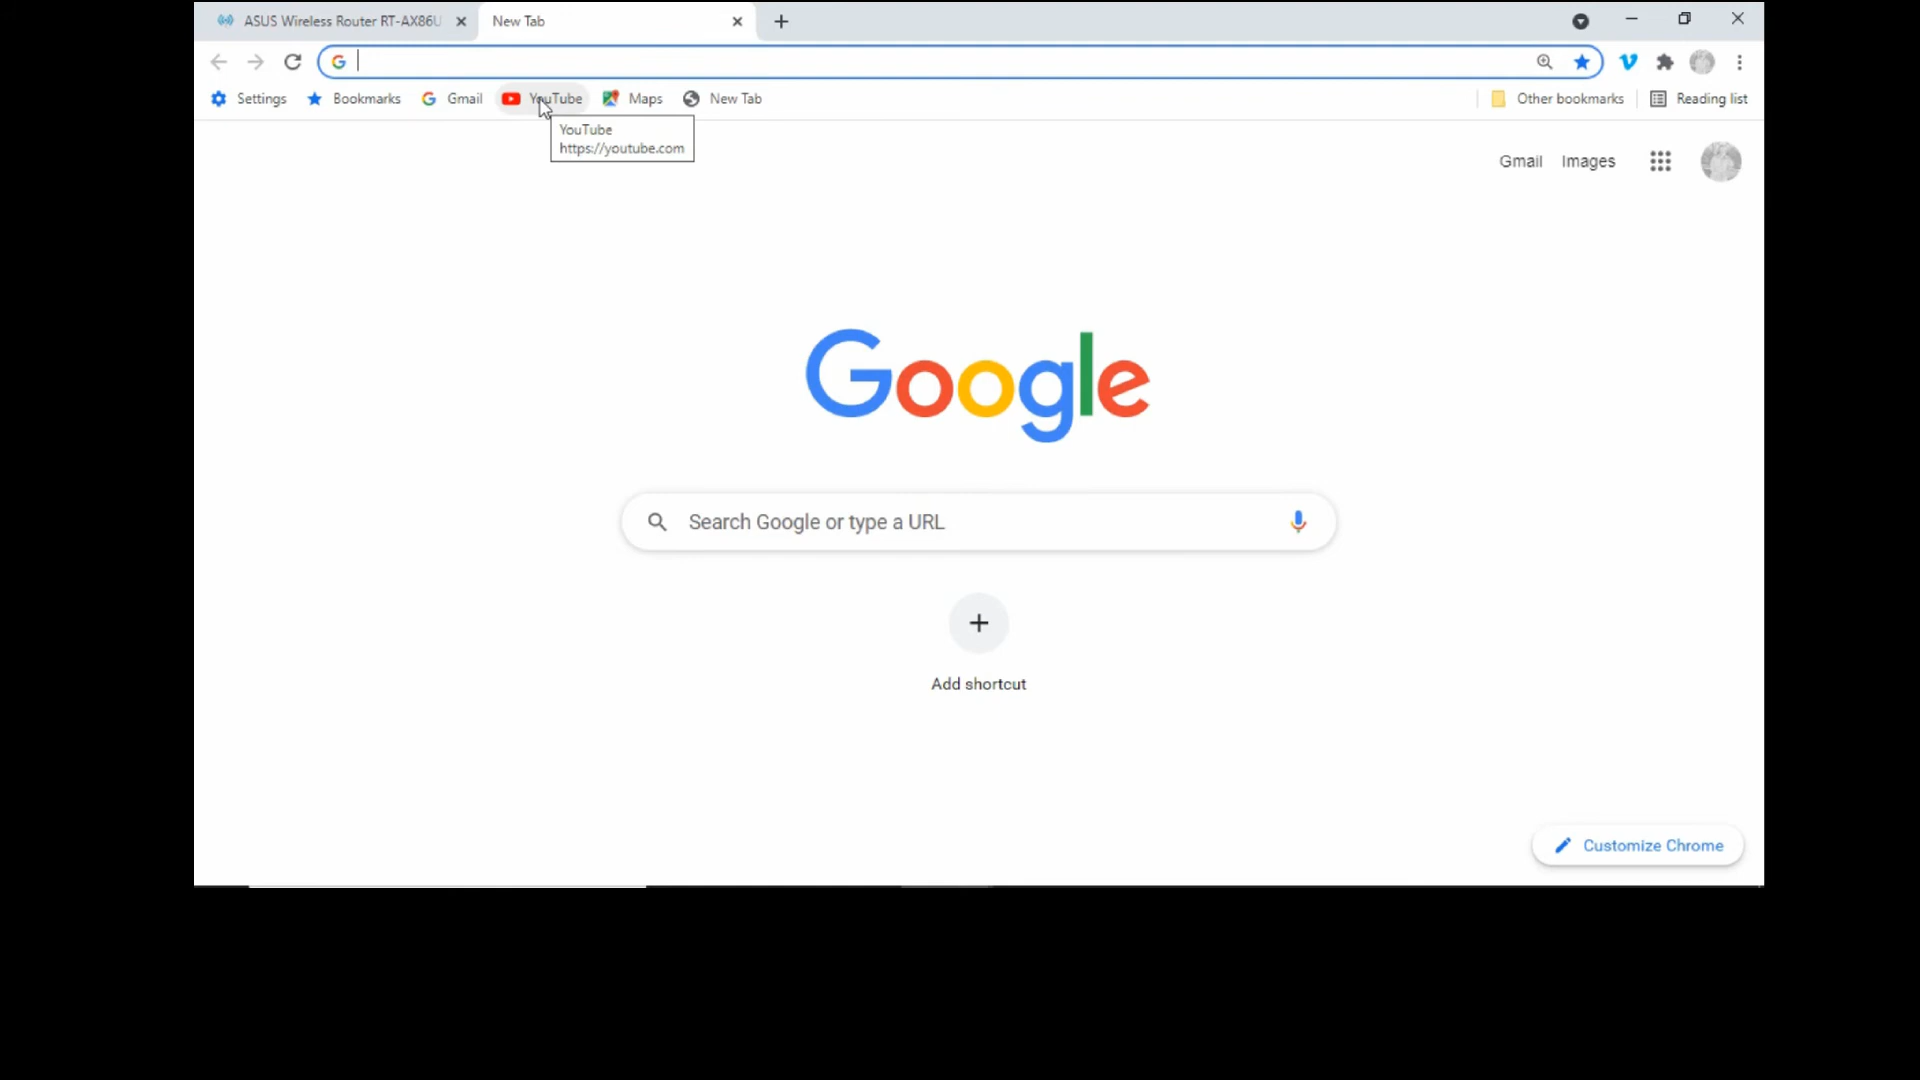 ASUS Wireless Router RT-AX86U
New Tab
Settings
Bookmarks
Gmail
YouTube
Maps
New Tab
Other bookmarks
Reading list
YouTube
https://youtube.com
Gmail
Images
Google
Search Google or type a URL
Add shortcut
Customize Chrome